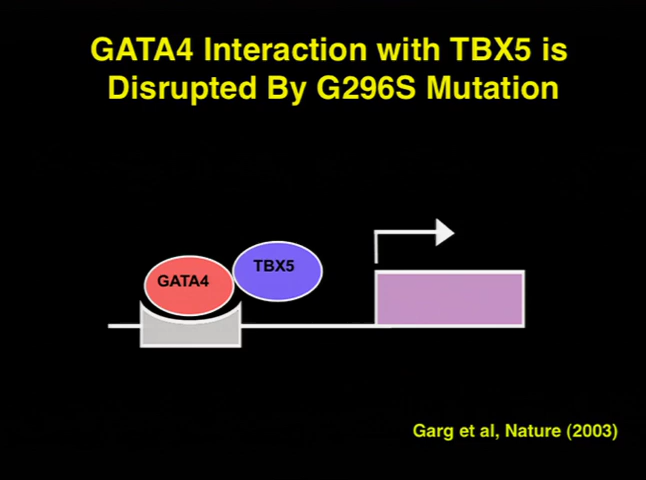 GATA4 Interaction with TBX5 is
Disrupted By G296S Mutation
GATA4
TBX5
Garg et al, Nature (2003)